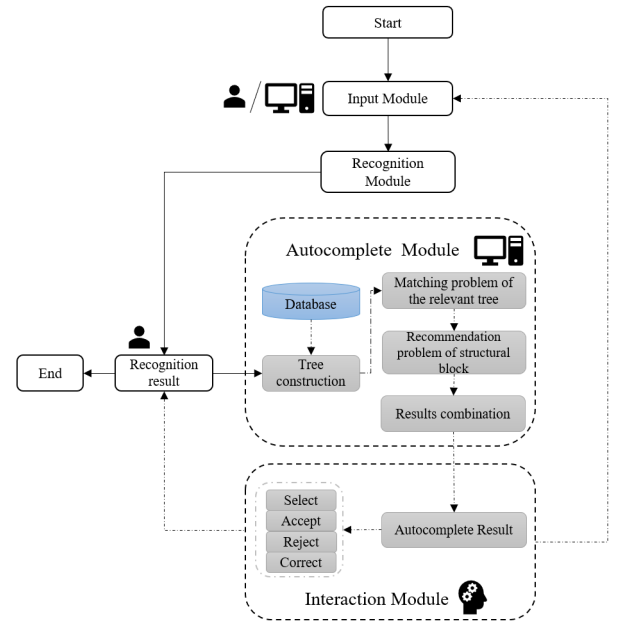 Start
Input Module
Recognition
Module
Autocomplete Module
Matching problem of
the relevant tree
Database
Recommendation
problem of structural
block
End
Recognition
result
Tree
construction
Results combination
Select
Accept
Reject
Correct
Autocomplete Result
Interaction Module